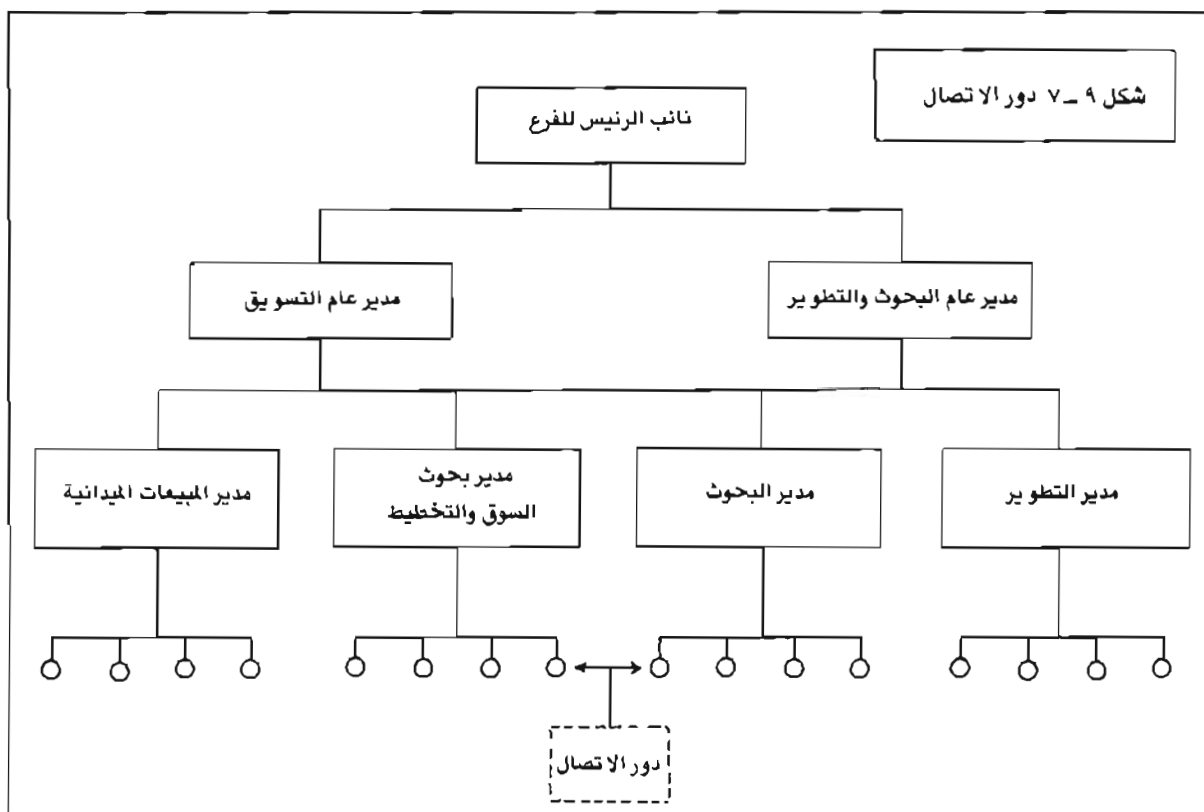 شكل ٩ – ٧ دور الاتصال
نائب الرئيس للفرع
مدير عام البحوث والتطوير
مدير عام التسويق
مدير التطوير
مدير البحوث
مدير بحوث
السوق والتخطيط
مدير المبيعات الميدانية
دور الاتصال